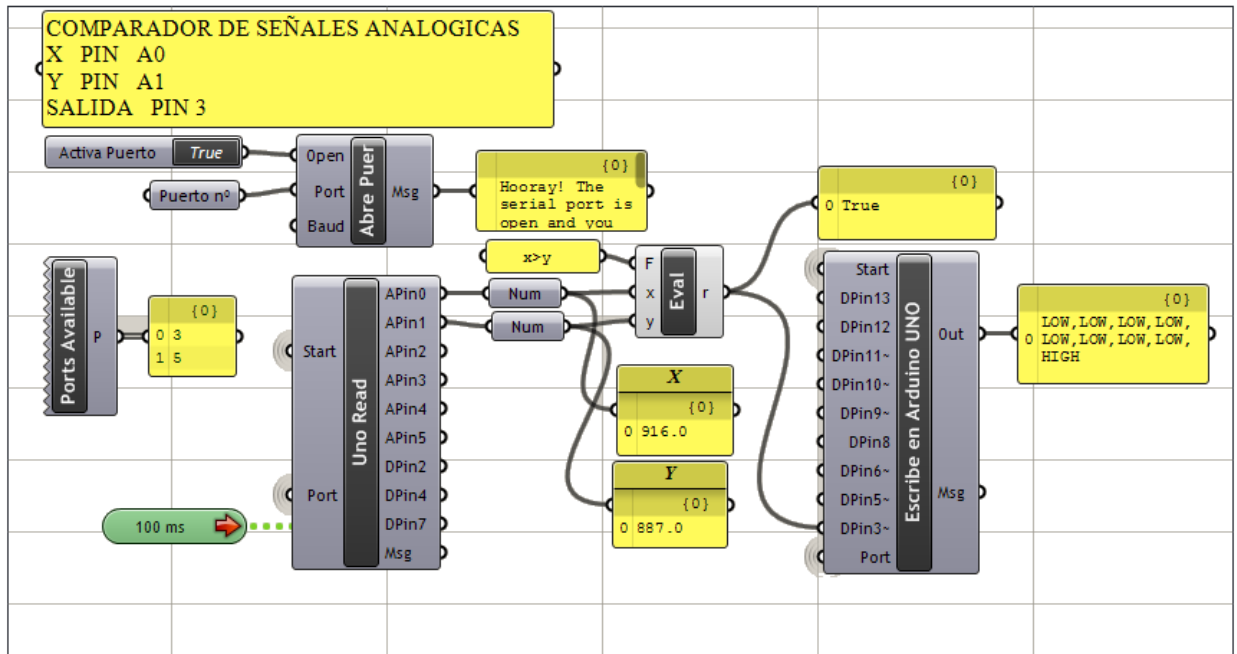 COMPARADOR DE SEÑALES ANALOGICAS
X PIN A0
Y PIN A1
SALIDA PIN 3
Activa Puerto True
Puerto nº
Open
Port
Baud
Abre Puer
Msg
{0}
Hooray! The
serial port is
open and you
Ports Available
P
{0}
0 3
1 5
100 ms
Start
Port
Uno Read
APin0
APin1
APin2
APin3
APin4
APin5
DPin2
DPin4
DPin7
Msg
x>y
Num
Num
F
x
y
Eval
r
X
{0}
0 916.0
Y
{0}
0 887.0
{0}
0 True
Start
DPin13
DPin12
DPin11~
DPin10~
DPin9~
DPin8
DPin6~
DPin5~
DPin3~
Port
Escribe en Arduino UNO
Out
Msg
{0}
0 LOW,LOW,LOW,LOW,
LOW,LOW,LOW,LOW,
HIGH